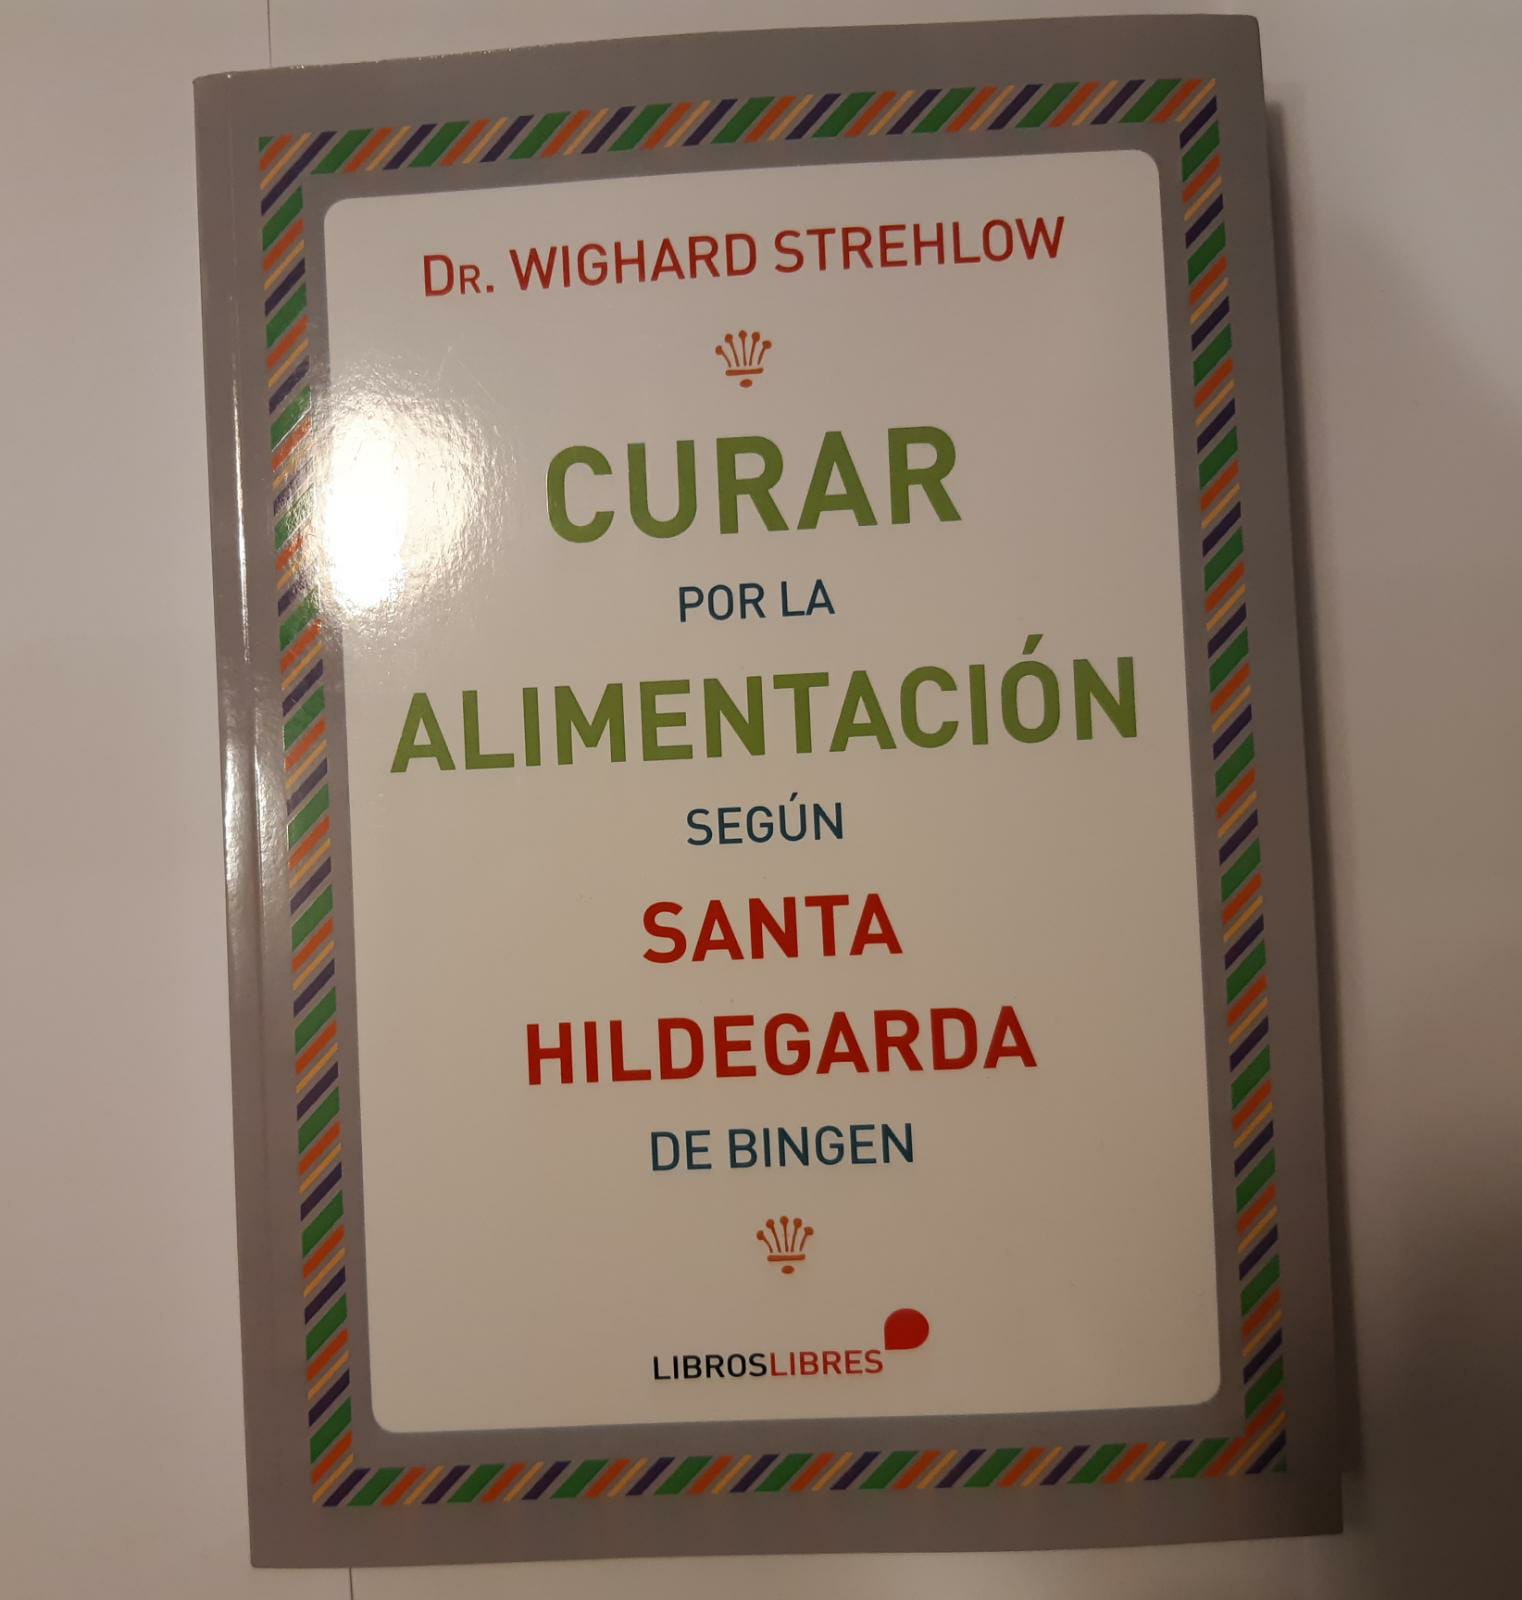 DR. WIGHARD STREHLOW
CURAR
POR LA
ALIMENTACIÓN
SEGÚN
SANTA
HILDEGARDA
DE BINGEN
LIBROSLIBRES